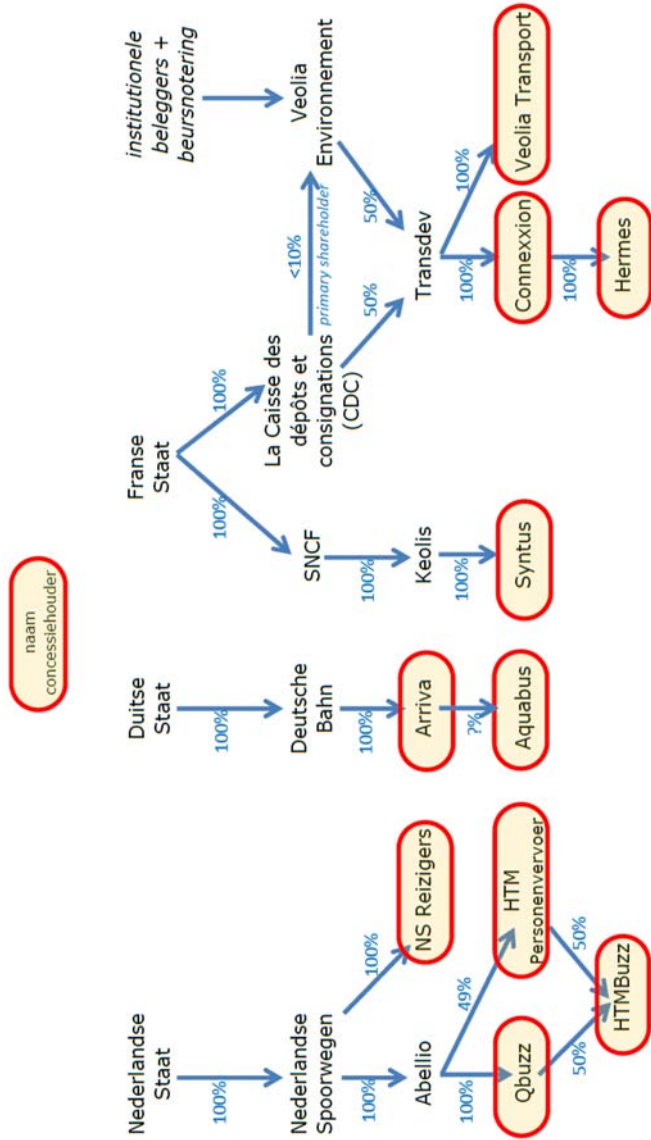 naam
concessiehouder
Nederlandse
Staat
100%
Nederlandse
Spoorwegen
100%
100%
Abellio
NS Reizigers
100%
49%
Qbuzz
HTM
Personenvervoer
50%
50%
HTMBuzz
Duitse
Staat
100%
Deutsche
Bahn
100%
Arriva
?%
Aquabus
Franse
Staat
100%
100%
SNCF
100%
Keolis
100%
Syntus
La Caisse des
dépôts et
consignations
(CDC)
<10%
primary shareholder
institutionele
beleggers +
beursnotering
Veolia
Environnement
50%
50%
Transdev
100%
100%
Connexxion
Veolia Transport
100%
Hermes